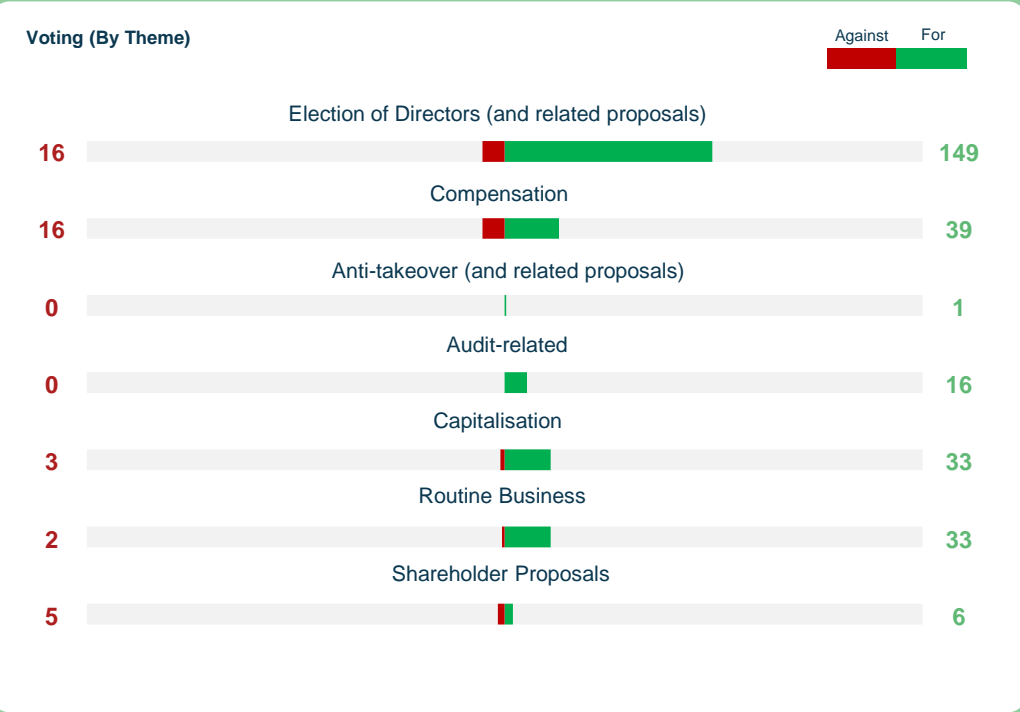 Voting (By Theme)
Against For
Election of Directors (and related proposals)
16 149
Compensation
16 39
Anti-takeover (and related proposals)
0 1
Audit-related
0 16
Capitalisation
3 33
Routine Business
2 33
Shareholder Proposals
5 6